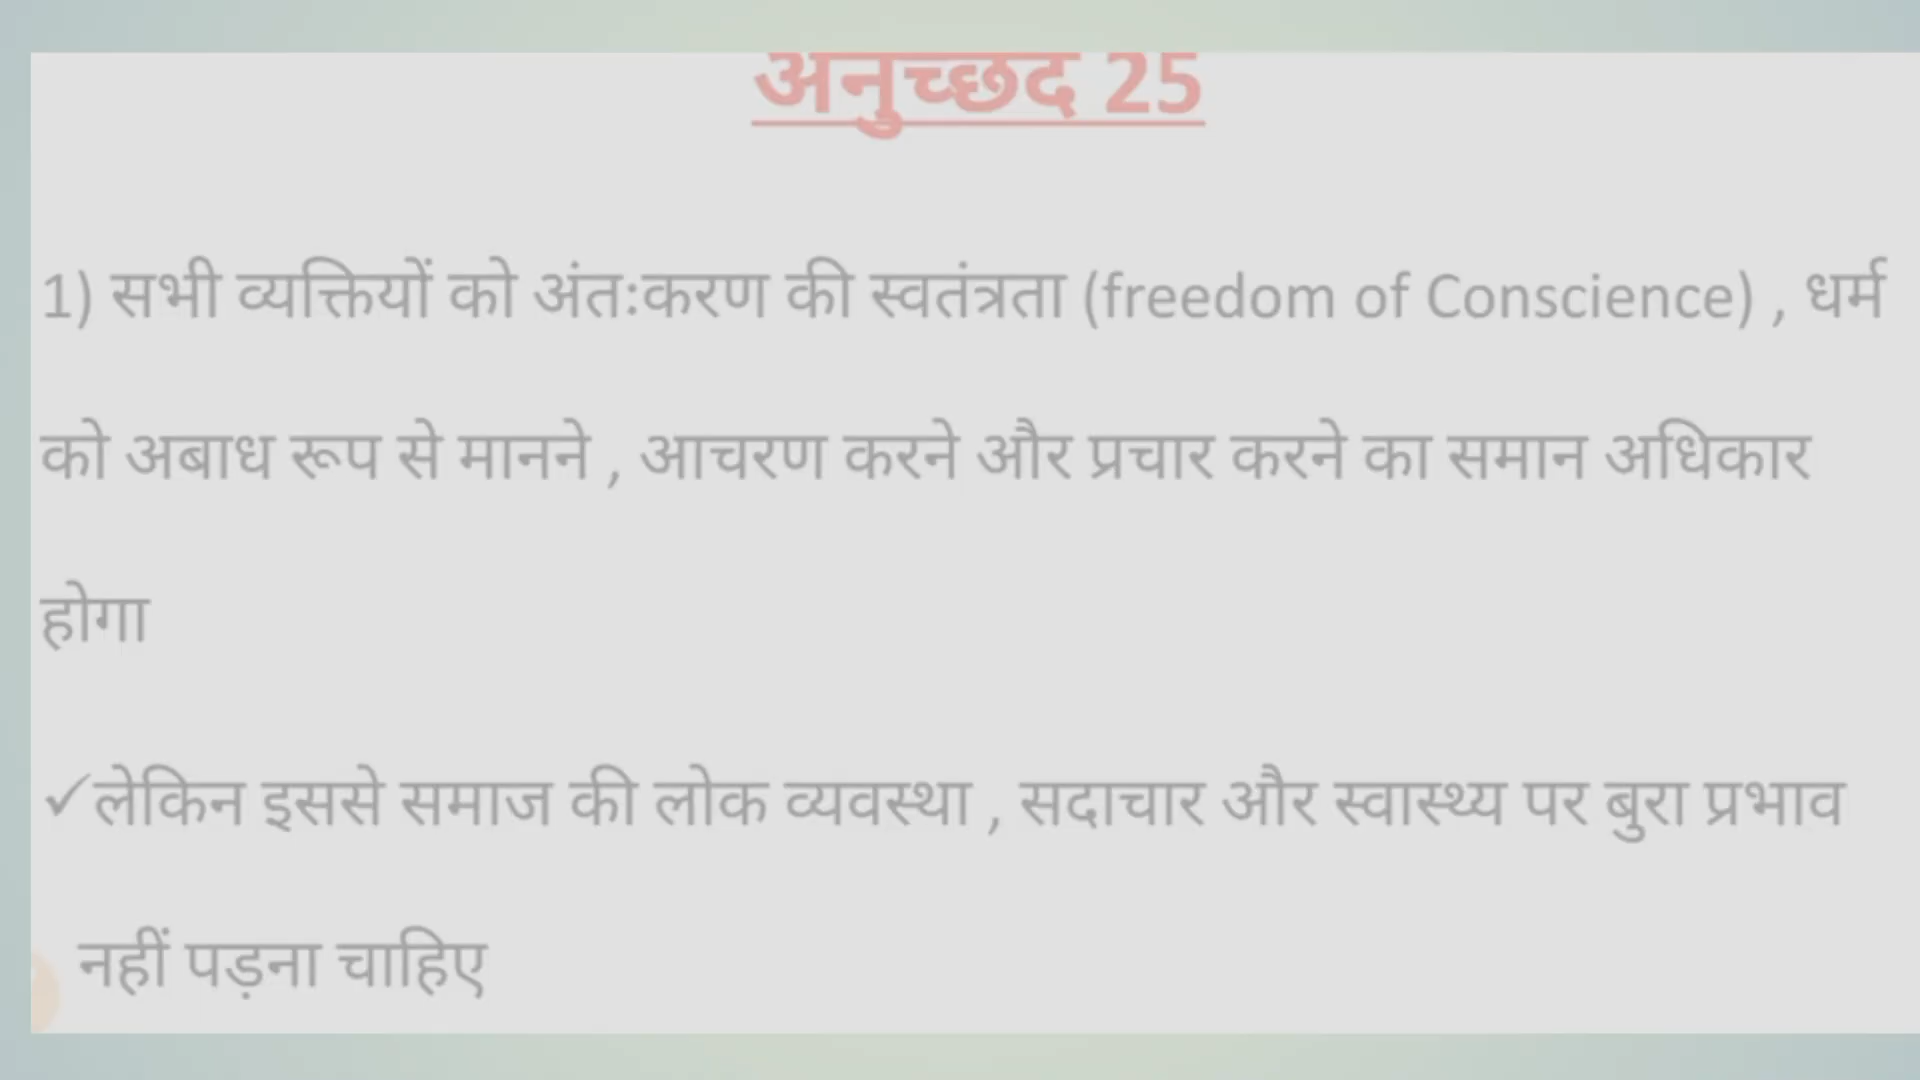 अनुच्छेद 25
1) सभी व्यक्तियों को अंत:करण की स्वतंत्रता (freedom of Conscience) , धर्म
को अबाध रूप से मानने , आचरण करने और प्रचार करने का समान अधिकार
होगा
✓लेकिन इससे समाज की लोक व्यवस्था , सदाचार और स्वास्थ्य पर बुरा प्रभाव
नहीं पड़ना चाहिए